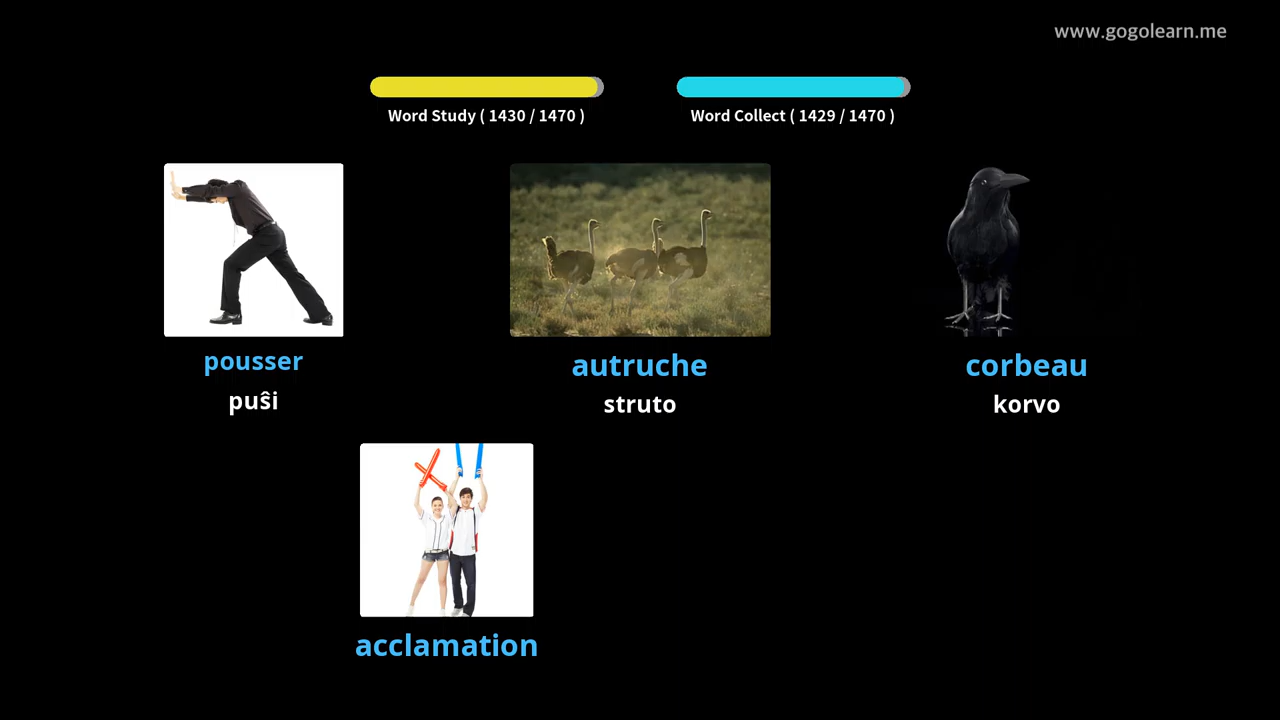 www.gogolearn.me
Word Study ( 1430 / 1470 )
Word Collect ( 1429 / 1470 )
pousser
puŝi
autruche
struto
corbeau
korvo
acclamation